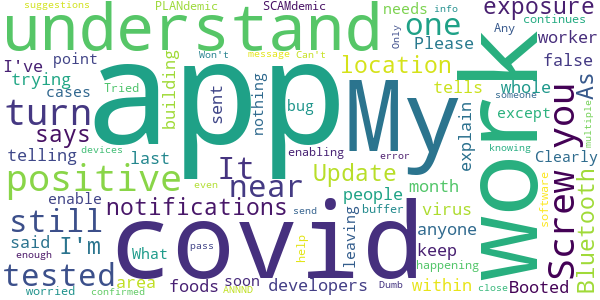 suggestions PLANdemic SCAMdemic needs info exposure
understand one continues
Only Any worker
I've point building Won't message Can't Please false
trying location work As
cases Tried sent nothing bug tells whole someone
turn app My explain except you
says enabling Clearly multiple
telling devices last It error knowing
positive near Update month Bluetooth
enable even people virus software
still notifications send buffer anyone Screw
said I'm What pass help leaving keep
enough covid happening
tested area foods soon developers within close Booted
worried confirmed ANNND Dumb